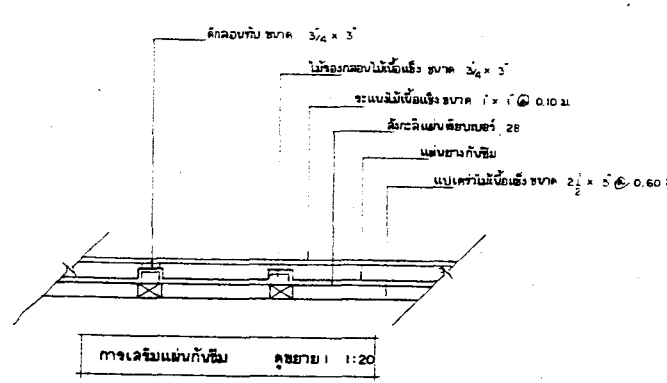 ตีกลอนทับ ขนาด 3/4" x 3"
ไม้รองกลอนไม้เนื้อแข็ง ขนาด 3/4" x 3"
ระแนงไม้เนื้อแข็ง ขนาด 1" x 1" @ 0.10 ม.
สังกะสีแผ่นเรียบเบอร์ 28
แผ่นยางกันซึม
แปเคร่าไม้เนื้อแข็ง ขนาด 2 1/2" x 5" @ 0.60
การเสริมแผ่นกันซึม ดูขยาย 1 1:20